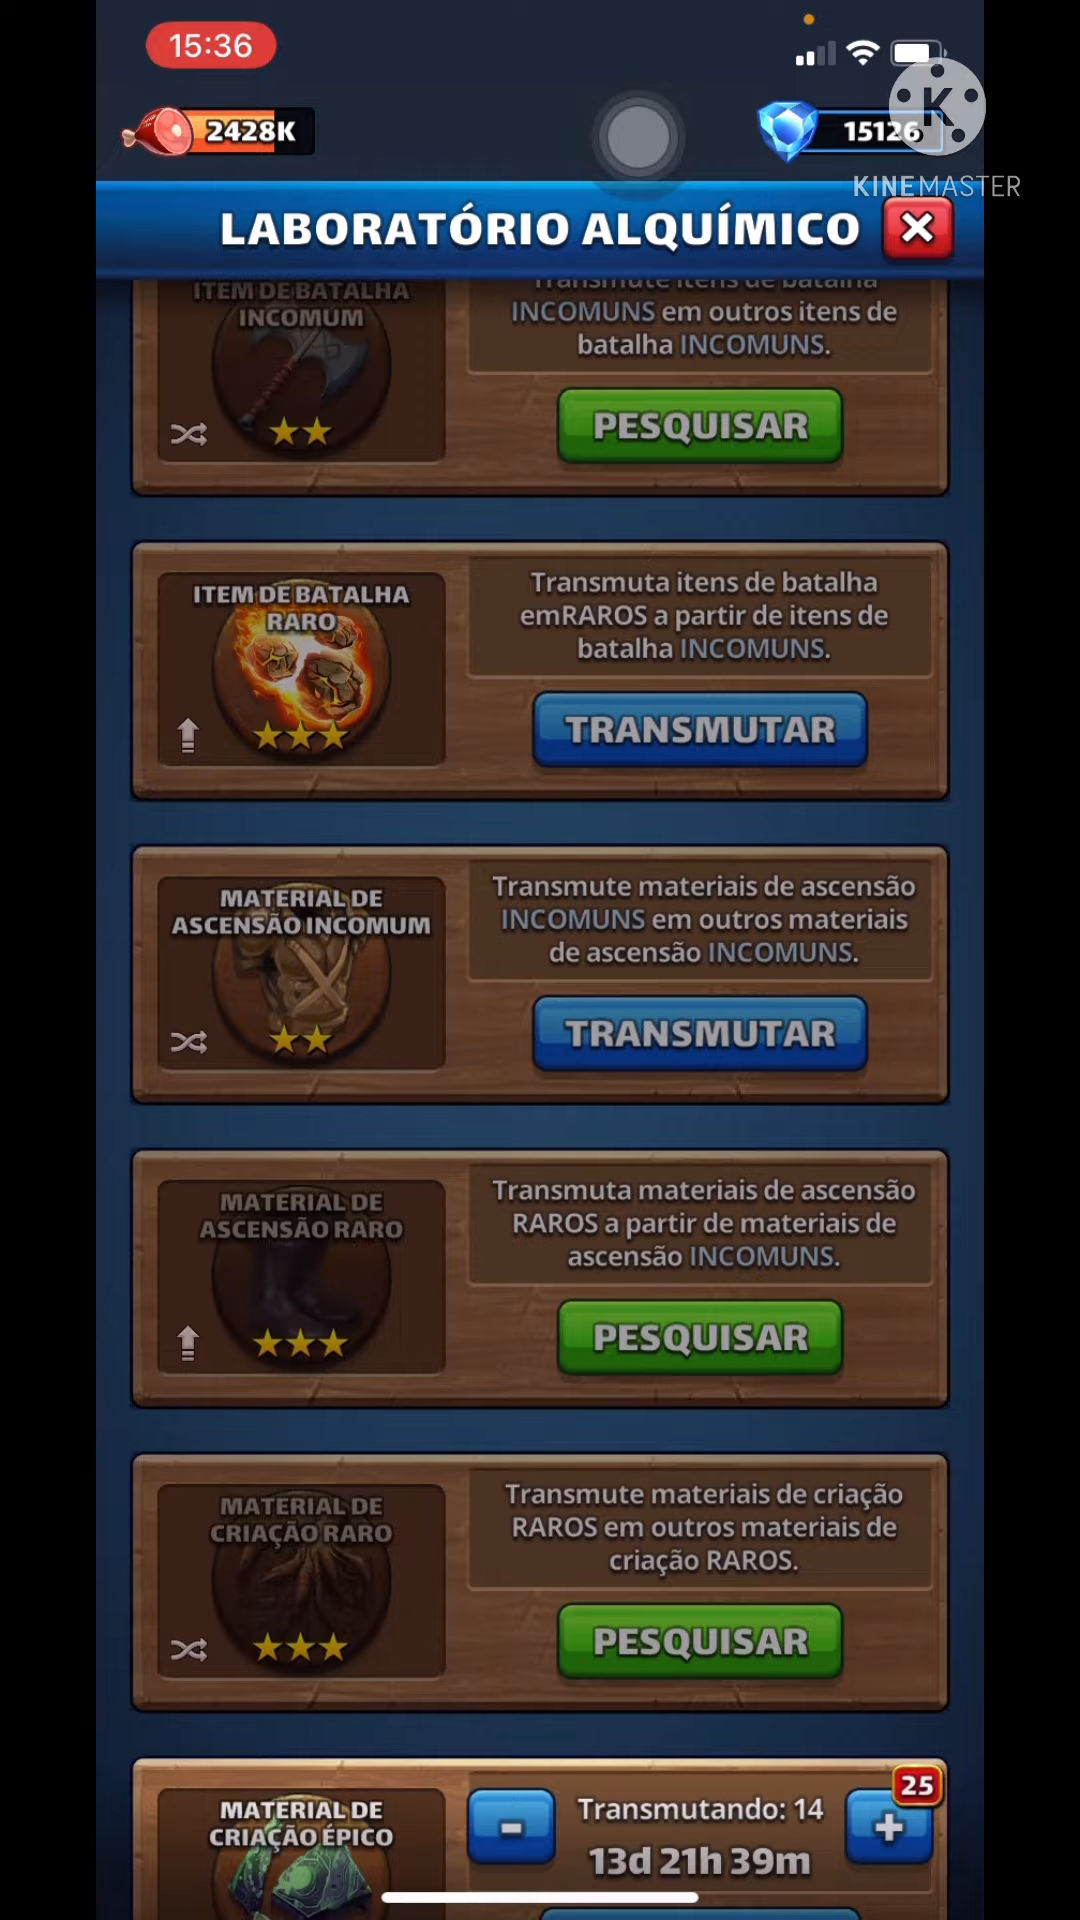 15:36
2428K
15126
KINEMASTER
LABORATÓRIO ALQUÍMICO
ITEM DE BATALHA
INCOMUM
Transmute itens de batalha
INCOMUNS em outros itens de
batalha INCOMUNS.
PESQUISAR
ITEM DE BATALHA
RARO
Transmuta itens de batalha
emRAROS a partir de itens de
batalha INCOMUNS.
TRANSMUTAR
MATERIAL DE
ASCENSÃO INCOMUM
Transmute materiais de ascensão
INCOMUNS em outros materiais
de ascensão INCOMUNS.
TRANSMUTAR
MATERIAL DE
ASCENSÃO RARO
Transmuta materiais de ascensão
RAROS a partir de materiais de
ascensão INCOMUNS.
PESQUISAR
MATERIAL DE
CRIAÇÃO RARO
Transmute materiais de criação
RAROS em outros materiais de
criação RAROS.
PESQUISAR
MATERIAL DE
CRIAÇÃO ÉPICO
Transmutando: 14
13d 21h 39m
25